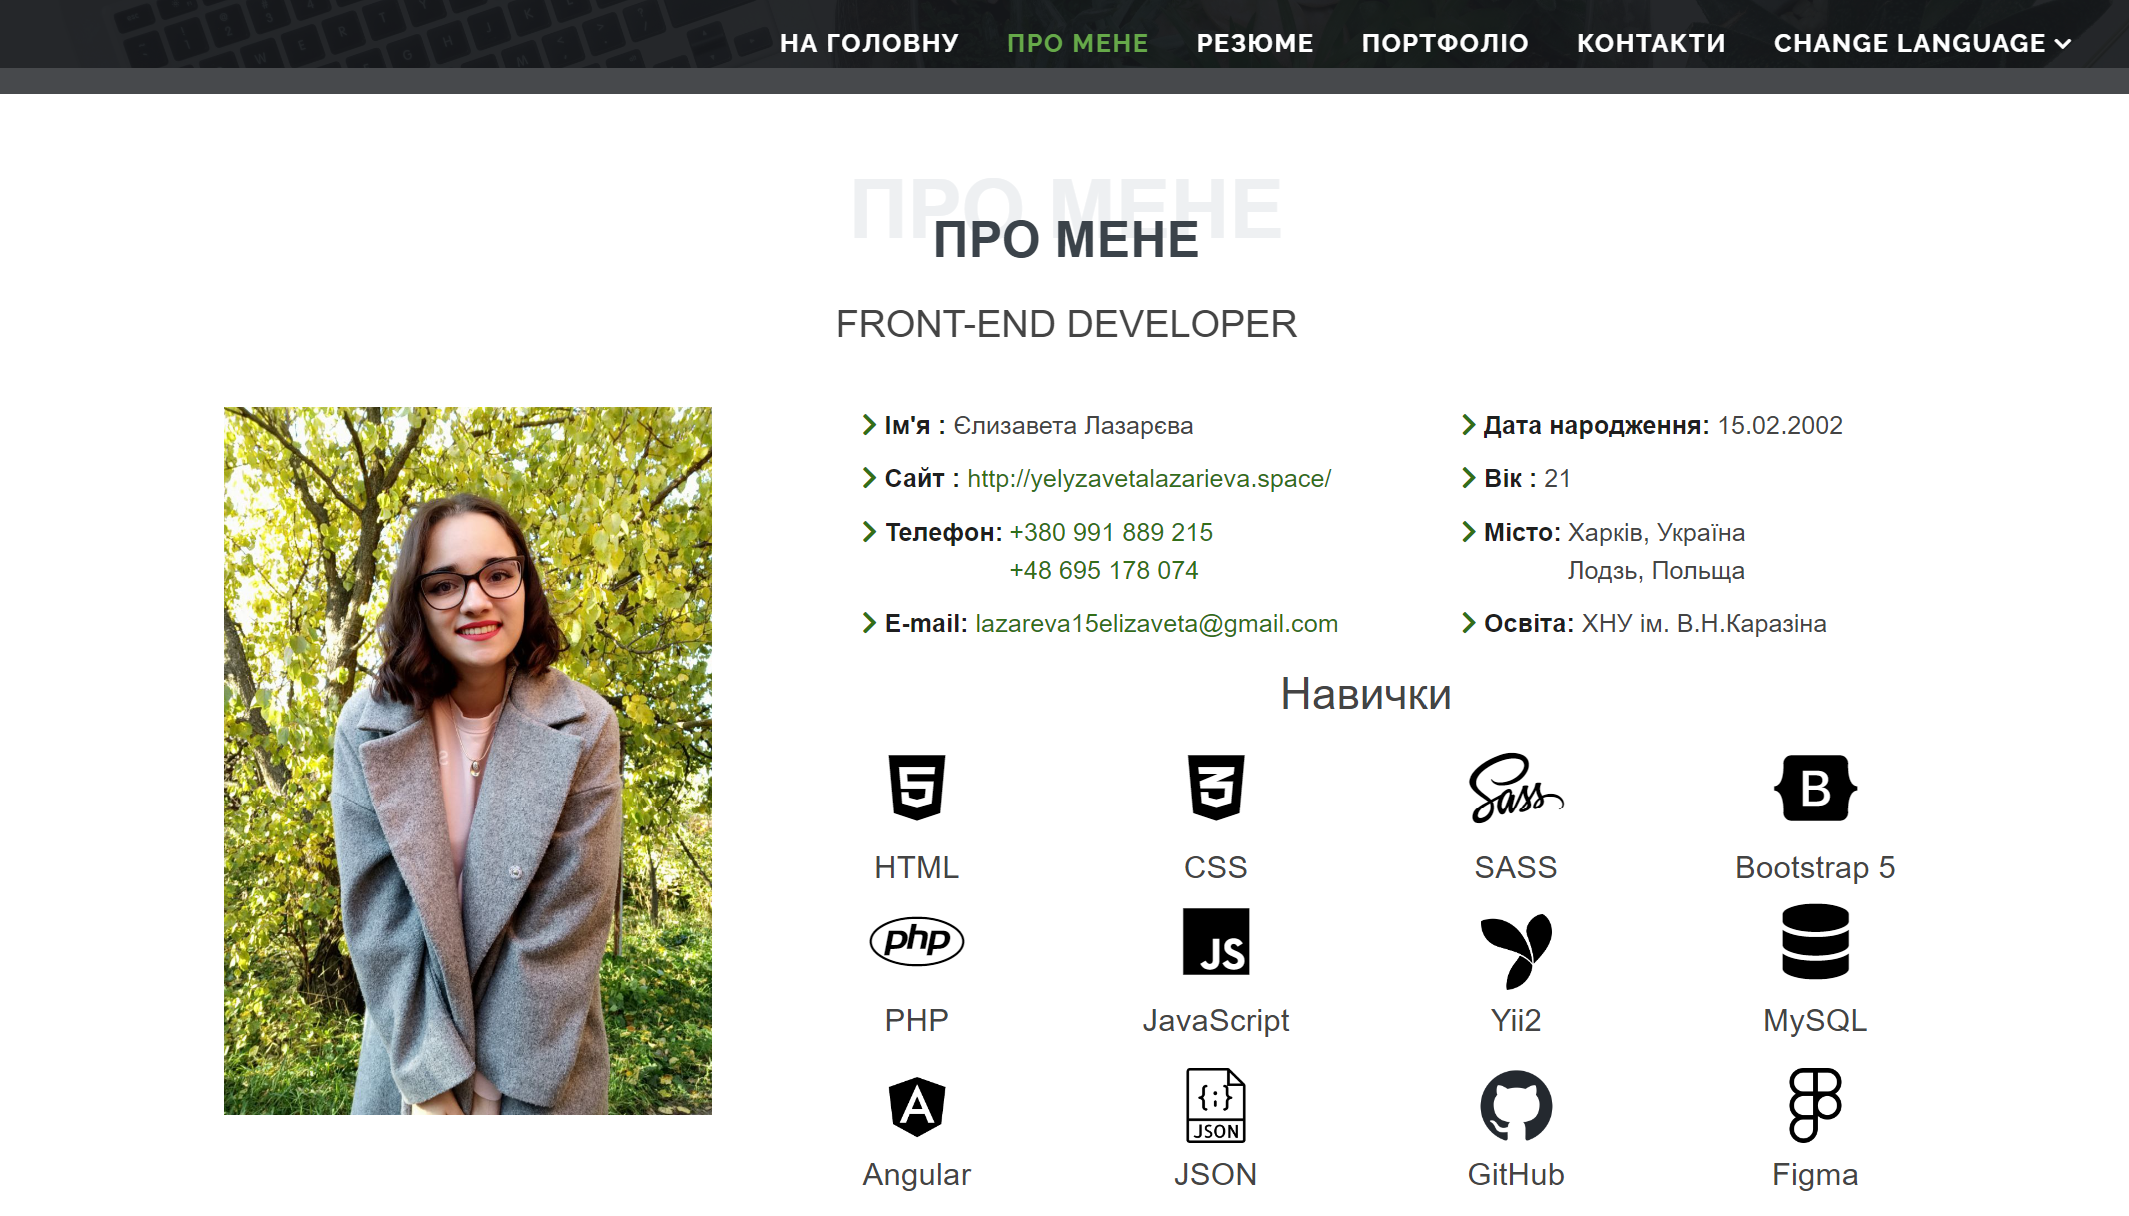 НА ГОЛОВНУ ПРО МЕНЕ РЕЗЮМЕ ПОРТФОЛІО КОНТАКТИ CHANGE LANGUAGE
ПРО МЕНЕ
ПРО МЕНЕ
FRONT-END DEVELOPER
Ім'я : Єлизавета Лазарєва
Дата народження: 15.02.2002
Сайт : http://yelyzavetalazarieva.space/
Вік : 21
Телефон: +380 991 889 215
+48 695 178 074
Місто: Харків, Україна
Лодзь, Польща
E-mail: lazareva15elizaveta@gmail.com
Освіта: ХНУ ім. В.Н.Каразіна
Навички
5 3 Sass B
HTML CSS SASS Bootstrap 5
php JS
PHP JavaScript Yii2 MySQL
A {;} JSON
Angular JSON GitHub Figma